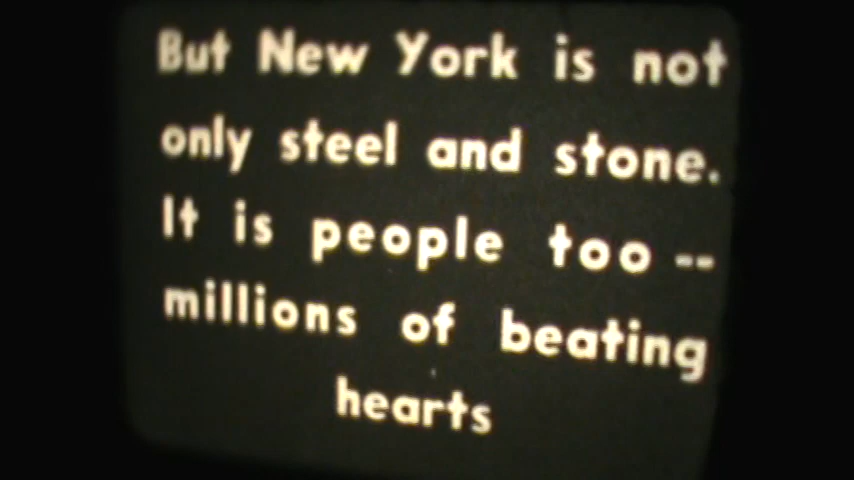 But New York is not
only steel and stone.
It is people too --
millions of beating
hearts